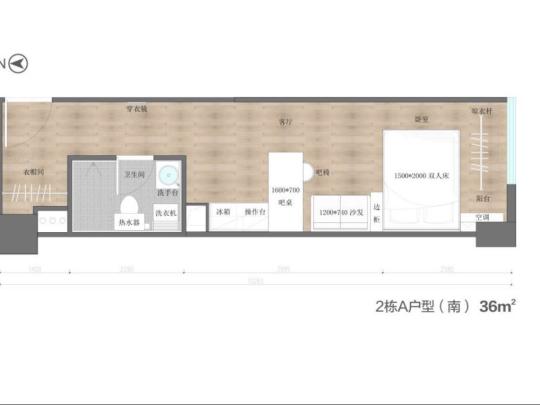 N
穿衣镜
客厅
卧室
晾衣杆
衣帽间
卫生间
洗手台
热水器
洗衣机
冰箱
操作台
1600*700
吧桌
吧椅
1200*740 沙发
边柜
1500*2000 双人床
阳台
空调
2栋A户型（南） 36m²